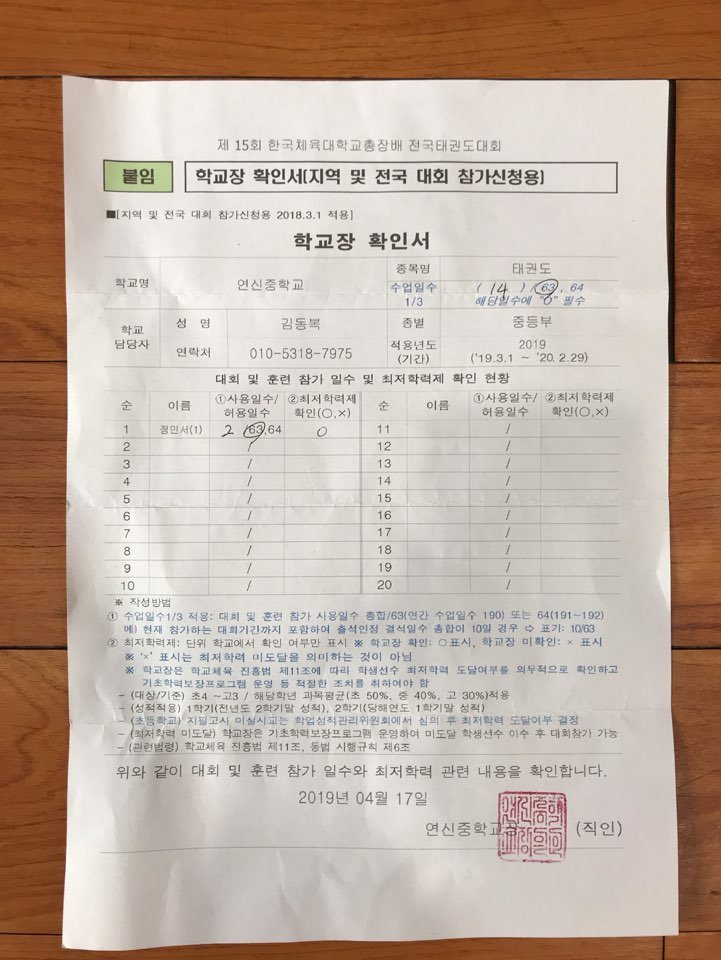 제 15회 한국체육대학교총장배 전국태권도대회
붙임
학교장 확인서(지역 및 전국 대회 참가신청용)
■[지역 및 전국 대회 참가신청용 2018.3.1 적용]
학교장 확인서
학교명 연신중학교 종목명 태권도
수업일수 1/3 ( 14 ) /63, 64
해당일수에 "O" 필수
학교 담당자 성 명 김동복 종별 중등부
연락처 010-5318-7975 적용년도 (기간) 2019 ('19.3.1 ~ '20.2.29)
대회 및 훈련 참가 일수 및 최저학력제 확인 현황
순 이름 ①사용일수/허용일수 ②최저학력제 확인(○,×) 순 이름 ①사용일수/허용일수 ②최저학력제 확인(○,×)
1 정민서(1) 2 /63,64 ○ 11 /
2 / 12 /
3 / 13 /
4 / 14 /
5 / 15 /
6 / 16 /
7 / 17 /
8 / 18 /
9 / 19 /
10 / 20 /
※ 작성방법
① 수업일수1/3 적용: 대회 및 훈련 참가 사용일수 총합/63(연간 수업일수 190) 또는 64(191~192)
예) 현재 참가하는 대회기간까지 포함하여 출석인정 결석일수 총합이 10일 경우 ⇨ 표기: 10/63
② 최저학력제: 단위 학교에서 확인 여부만 표시 ※ 학교장 확인: ○표시, 학교장 미확인: × 표시
※ '×' 표시는 최저학력 미도달을 의미하는 것이 아님
※ 학교장은 학교체육 진흥법 제11조에 따라 학생선수 최저학력 도달여부를 의무적으로 확인하고
기초학력보장프로그램 운영 등 적절한 조치를 취하여야 함
- (대상/기준) 초4 ~고3 / 해당학년 과목평균(초 50%, 중 40%, 고 30%)적용
- (성적적용) 1학기(전년도 2학기말 성적), 2학기(당해연도 1학기말 성적)
- (초등학교) 지필고사 미실시교는 학업성적관리위원회에서 심의 후 최저학력 도달여부 결정
- (최저학력 미도달) 학교장은 기초학력보장프로그램 운영하여 미도달 학생선수 이수 후 대회참가 가능
- (관련법령) 학교체육 진흥법 제11조, 동법 시행규칙 제6조
위와 같이 대회 및 훈련 참가 일수와 최저학력 관련 내용을 확인합니다.
2019년 04월 17일
연신중학교장 (직인)